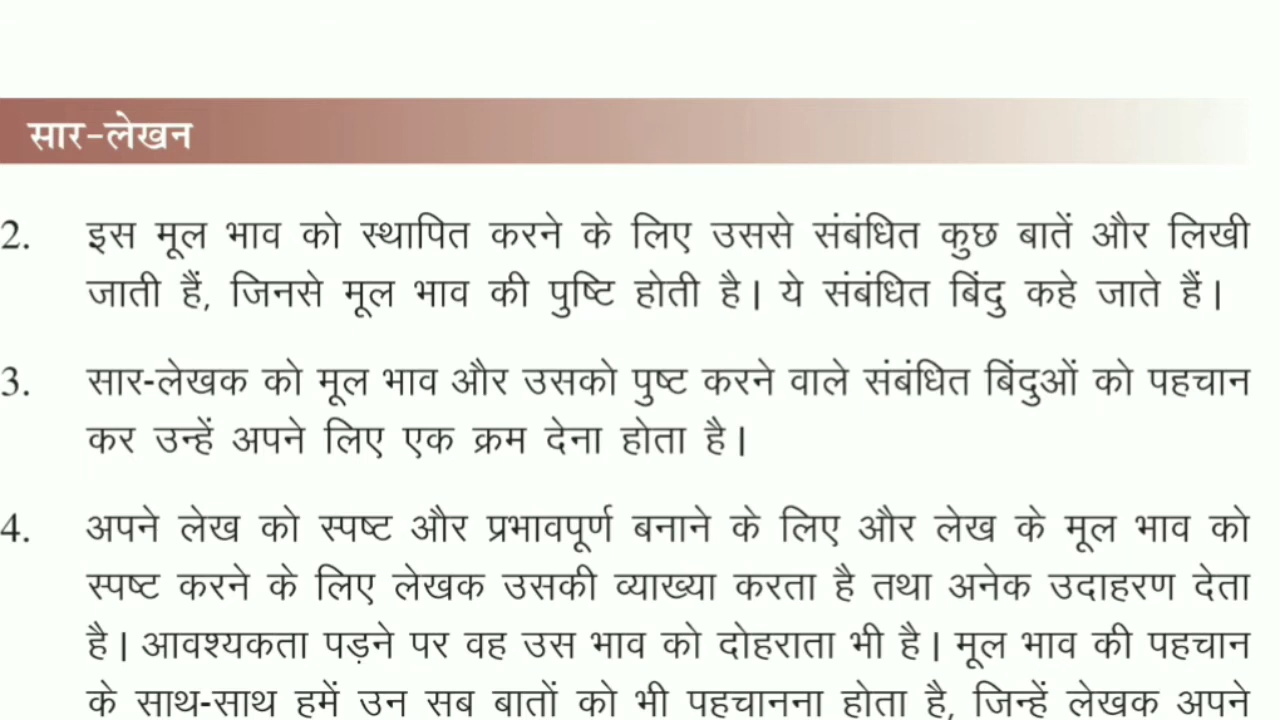 सार-लेखन
2. इस मूल भाव को स्थापित करने के लिए उससे संबंधित कुछ बातें और लिखी
जाती हैं, जिनसे मूल भाव की पुष्टि होती है। ये संबंधित बिंदु कहे जाते हैं।
3. सार-लेखक को मूल भाव और उसको पुष्ट करने वाले संबंधित बिंदुओं को पहचान
कर उन्हें अपने लिए एक क्रम देना होता है।
4. अपने लेख को स्पष्ट और प्रभावपूर्ण बनाने के लिए और लेख के मूल भाव को
स्पष्ट करने के लिए लेखक उसकी व्याख्या करता है तथा अनेक उदाहरण देता
है। आवश्यकता पड़ने पर वह उस भाव को दोहराता भी है। मूल भाव की पहचान
के साथ-साथ हमें उन सब बातों को भी पहचानना होता है, जिन्हें लेखक अपने